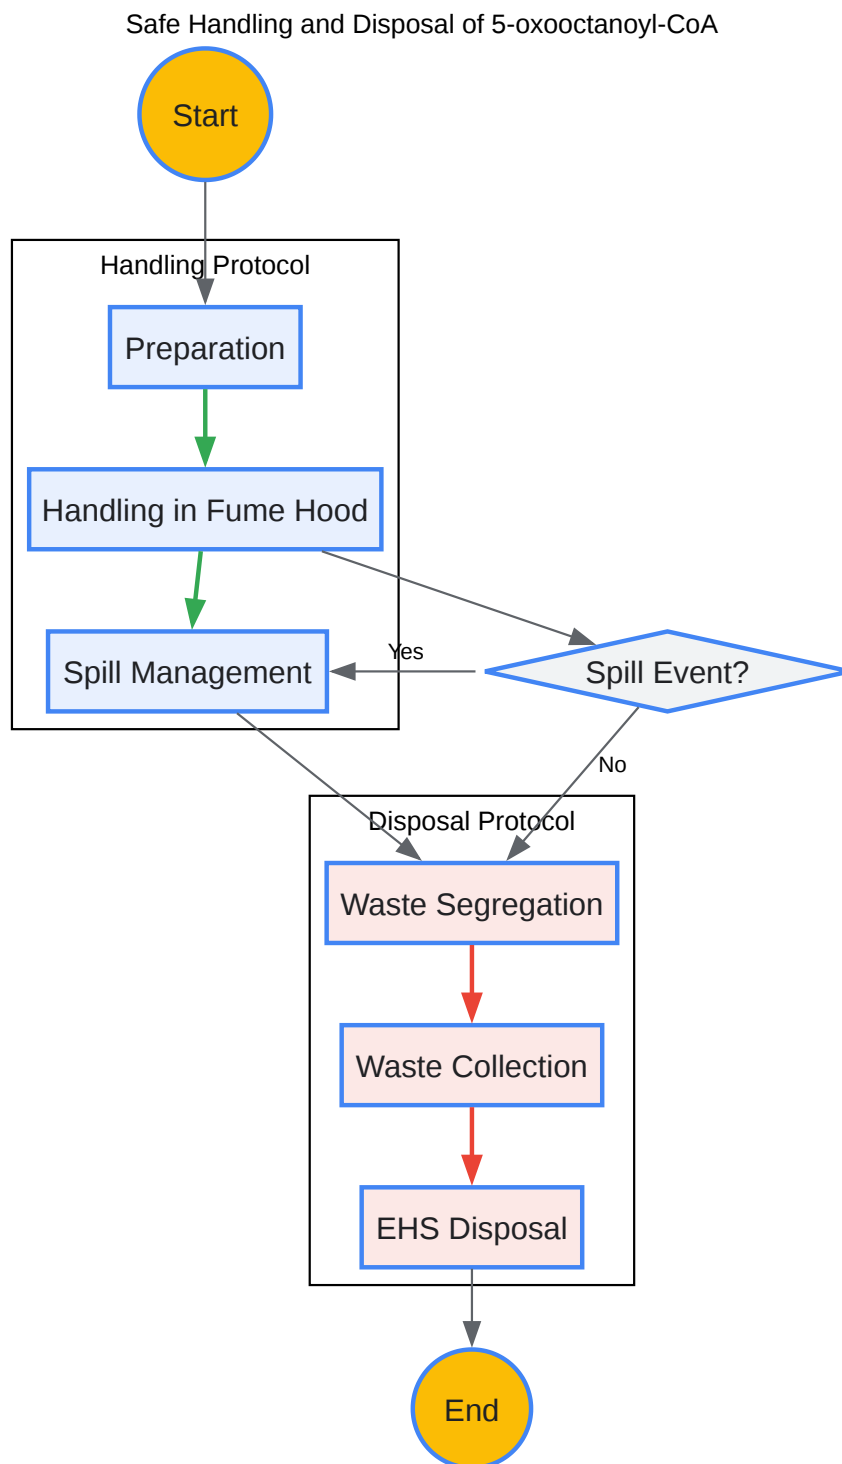 Safe Handling and Disposal of 5-oxooctanoyl-CoA
Start
Handling Protocol
Preparation
Handling in Fume Hood
Spill Management
Yes
Spill Event?
No
Disposal Protocol
Waste Segregation
Waste Collection
EHS Disposal
End